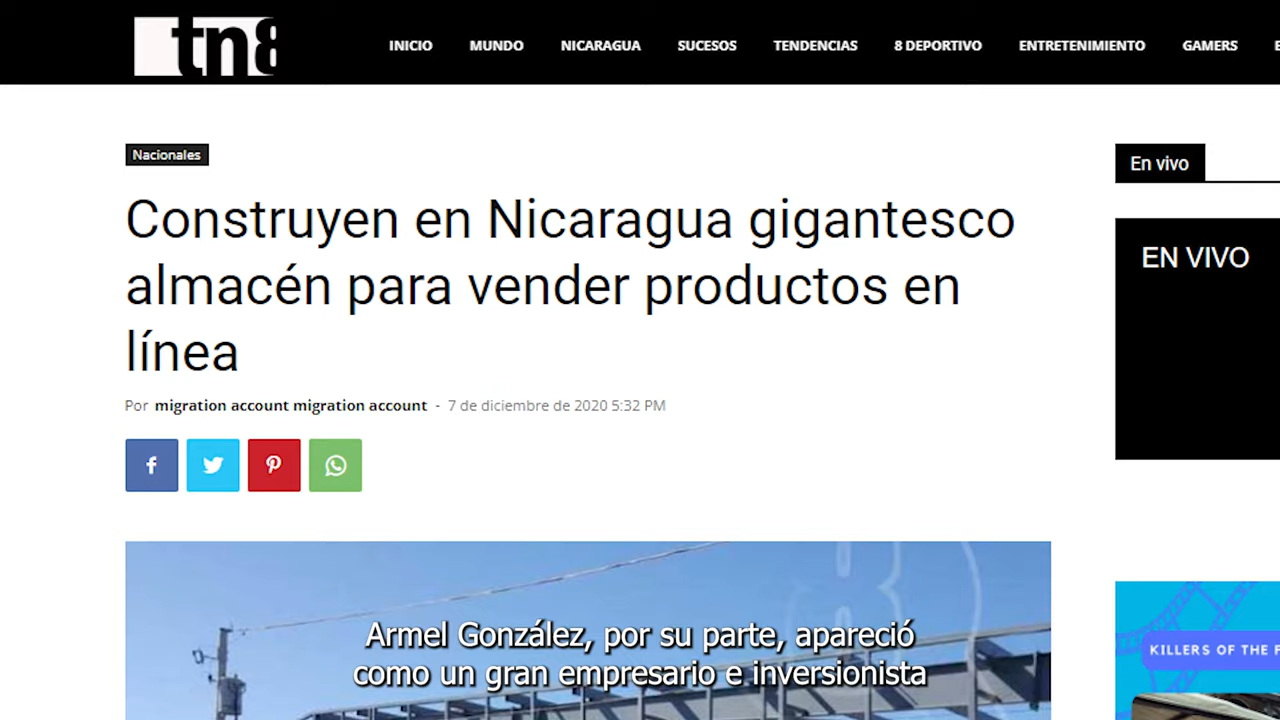 tn8
INICIO MUNDO NICARAGUA SUCESOS TENDENCIAS 8 DEPORTIVO ENTRETENIMIENTO GAMERS
Nacionales
Construyen en Nicaragua gigantesco
almacén para vender productos en
línea
Por migration account migration account - 7 de diciembre de 2020 5:32 PM
En vivo
EN VIVO
KILLERS OF THE
Armel González, por su parte, apareció
como un gran empresario e inversionista